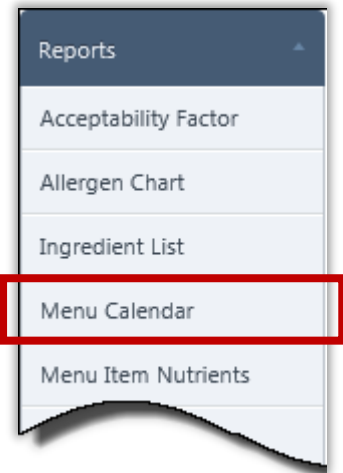 Reports
Acceptability Factor
Allergen Chart
Ingredient List
Menu Calendar
Menu Item Nutrients